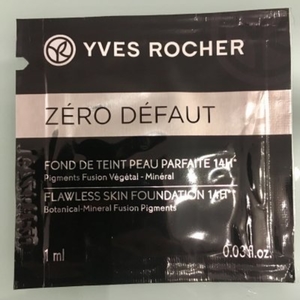 YVES ROCHER
ZÉRO DÉFAUT
FOND DE TEINT PEAU PARFAITE 14H*
Pigments Fusion Végétal - Minéral
FLAWLESS SKIN FOUNDATION 14H*
Botanical-Mineral Fusion Pigments
1 ml 0.03 fl.oz.